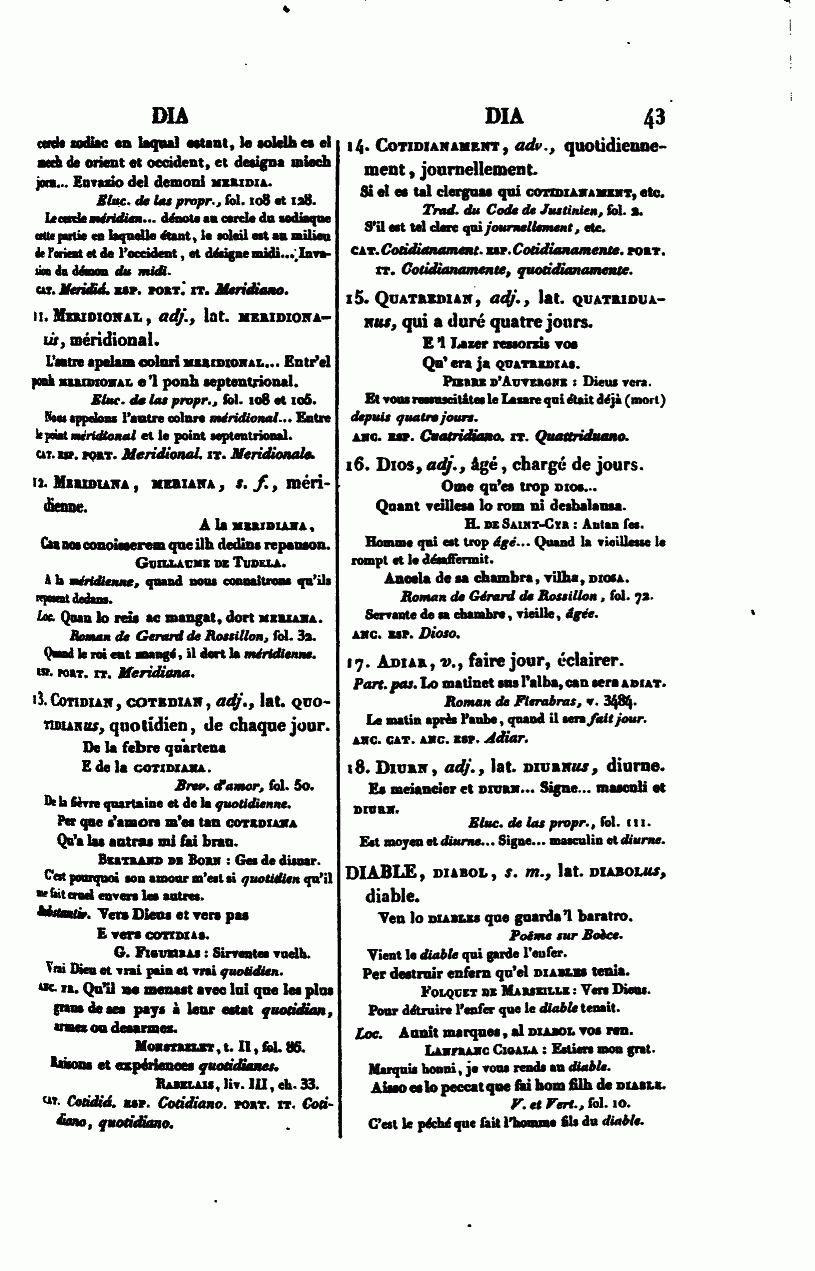 DIA
cercle zodiac en laqual estant, le solelh es el
mech de orient et occident, et designa miech
jorn... Envazio del demoni MERIDIA.
Eluc. de las propr., fol. 108 et 128.
Le cercle méridien... dénote au cercle du zodiaque
cette partie en laquelle étant, le soleil est au milieu
de l'orient et de l'occident, et désigne midi... Inva-
sion du démon du midi.
CAT. Meridiá. ESP. PORT. IT. Meridiano.
11. MERIDIONAL, adj., lat. MERIDIONA-
LIS, méridional.
L'autre apelam coluri MERIDIONAL... Entr'el
ponh MERIDIONAL e'l ponh septentrional.
Eluc. de las propr., fol. 108 et 106.
Nous appelons l'autre colure méridional... Entre
le point méridional et le point septentrional.
CAT. ESP. PORT. Meridional. IT. Meridionale.
12. MERIDIANA, MERIANA, s. f., méri-
dienne.
A la MERIDIANA,
Can nos conoisserem que ilh dedins repauson.
GUILLAUME DE TUDELA.
A la méridienne, quand nous connaîtrons qu'ils
reposent dedans.
Loc. Quan lo reis ac mangat, dort MERIANA.
Roman de Gerard de Rossillon, fol. 32.
Quand le roi eut mangé, il dort la méridienne.
ESP. PORT. IT. Meridiana.
13. COTIDIAN, COTEDIAN, adj., lat. QUO-
TIDIANUS, quotidien, de chaque jour.
De la febre quartena
E de la COTIDIANA.
Brev. d'amor, fol. 50.
De la fièvre quartaine et de la quotidienne.
Per que s'amors m'es tan COTEDIANA
Qu'a las autras mi fai bran.
BERTRAND DE BORN : Ges de disnar.
C'est pourquoi son amour m'est si quotidien qu'il
me fait cruel envers les autres.
Substantiv. Vers Dieus et vers pas
E vers COTIDIAS.
G. FIGUEIRAS : Sirventes vuelh.
Vrai Dieu et vrai pain et vrai quotidien.
ANC. FR. Qu'il ne menast avec lui que les plus
grans de ses pays à leur estat quotidian,
armes ou desarmes.
MONSTRELET, t. II, fol. 86.
Raisons et expériences quotidianes.
RABELAIS, liv. III, ch. 33.
CAT. Cotidiá. ESP. Cotidiano. PORT. IT. Coti-
diano, quotidiano.
DIA 43
14. COTIDIANAMENT, adv., quotidienne-
ment, journellement.
Si el es tal clerguas qui COTIDIANAMENT, etc.
Trad. du Code de Justinien, fol. 2.
S'il est tel clerc qui journellement, etc.
CAT. Cotidianament. ESP. Cotidianamente. PORT.
IT. Cotidianamente, quotidianamente.
15. QUATREDIAN, adj., lat. QUATRIDUA-
NUS, qui a duré quatre jours.
E'l Lazer ressorzis vos
Qu'era ja QUATREDIAS.
PIERRE D'AUVERGNE : Dieus vera.
Et vous ressuscitâtes le Lazare qui était déjà (mort)
depuis quatre jours.
ANC. ESP. Cuatridiano. IT. Quattriduano.
16. DIOS, adj., âgé, chargé de jours.
Ome qu'es trop DIOS...
Quant veillesa lo rom ni desbalansa.
H. DE SAINT-CYR : Antan fes.
Homme qui est trop âgé... Quand la vieillesse le
rompt et le désaffermit.
Ancela de sa chambra, vilha, DIOSA.
Roman de Gérard de Rossillon, fol. 72.
Servante de sa chambre, vieille, âgée.
ANC. ESP. Dioso.
17. ADIAR, v., faire jour, éclairer.
Part. pas. Lo matinet sus l'alba, can sera ADIAT.
Roman de Fierabras, v. 3484.
Le matin après l'aube, quand il sera fait jour.
ANC. CAT. ANC. ESP. Adiar.
18. DIURN, adj., lat. DIURNUS, diurne.
Es meiancier et DIURN... Signe... masculi et
DIURN.
Eluc. de las propr., fol. 111.
Est moyen et diurne... Signe... masculin et diurne.
DIABLE, DIABOL, s. m., lat. DIABOLUS,
diable.
Ven lo DIABLES que guarda'l baratro.
Poëme sur Boèce.
Vient le diable qui garde l'enfer.
Per destruir enfern qu'el DIABLES tenia.
FOLQUET DE MARSEILLE : Vers Dieus.
Pour détruire l'enfer que le diable tenait.
Loc. Aunit marques, al DIABOL vos ren.
LANFRANC CIGALA : Estiers mon grat.
Marquis honni, je vous rends au diable.
Aisso es lo peccat que fai hom filh de DIABLE.
V. et Vert., fol. 10.
C'est le péché que fait l'homme fils du diable.